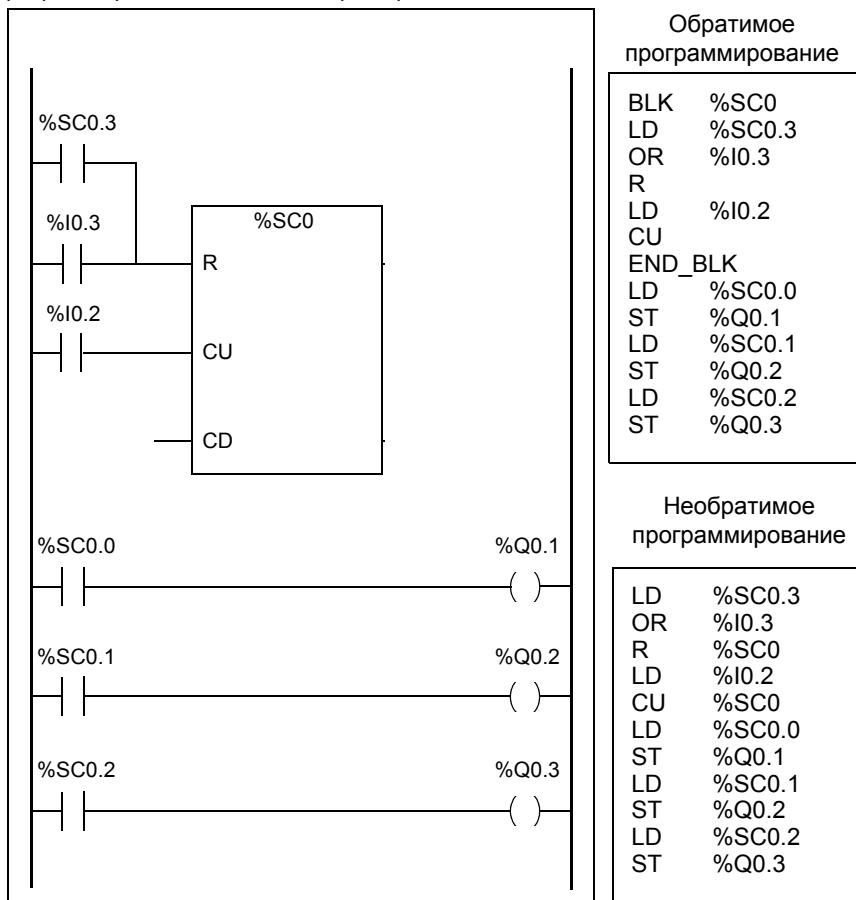 %SC0.3
%I0.3
%SC0
R
%I0.2
CU
CD
%SC0.0
%Q0.1
%SC0.1
%Q0.2
%SC0.2
%Q0.3
Обратимое
программирование
BLK %SC0
LD %SC0.3
OR %I0.3
R
LD %I0.2
CU
END_BLK
LD %SC0.0
ST %Q0.1
LD %SC0.1
ST %Q0.2
LD %SC0.2
ST %Q0.3
Необратимое
программирование
LD %SC0.3
OR %I0.3
R %SC0
LD %I0.2
CU %SC0
LD %SC0.0
ST %Q0.1
LD %SC0.1
ST %Q0.2
LD %SC0.2
ST %Q0.3